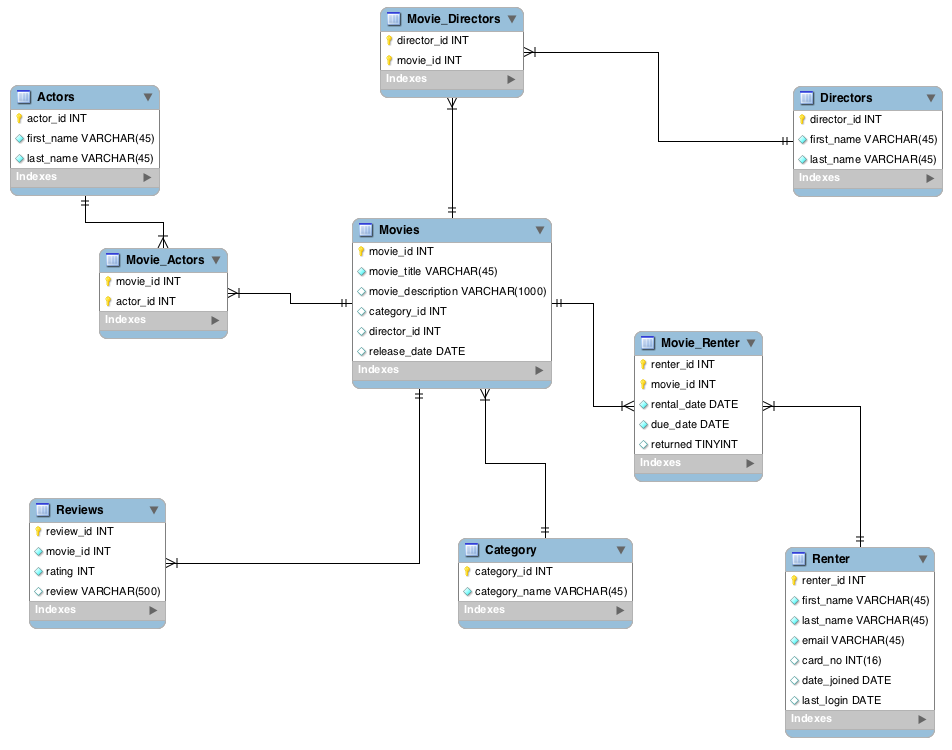 Movie_Directors
director_id INT
movie_id INT
Indexes
Actors
actor_id INT
first_name VARCHAR(45)
last_name VARCHAR(45)
Indexes
Directors
director_id INT
first_name VARCHAR(45)
last_name VARCHAR(45)
Indexes
Movies
movie_id INT
movie_title VARCHAR(45)
movie_description VARCHAR(1000)
category_id INT
director_id INT
release_date DATE
Indexes
Movie_Actors
movie_id INT
actor_id INT
Indexes
Movie_Renter
renter_id INT
movie_id INT
rental_date DATE
due_date DATE
returned TINYINT
Indexes
Reviews
review_id INT
movie_id INT
rating INT
review VARCHAR(500)
Indexes
Category
category_id INT
category_name VARCHAR(45)
Indexes
Renter
renter_id INT
first_name VARCHAR(45)
last_name VARCHAR(45)
email VARCHAR(45)
card_no INT(16)
date_joined DATE
last_login DATE
Indexes